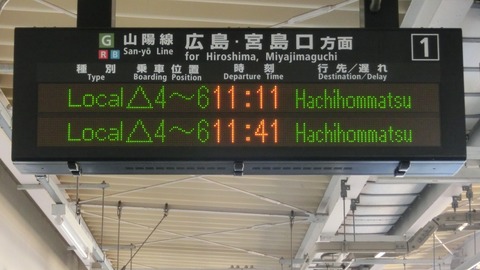 G 山陽線 広島・宮島口方面 1
R B San-yō Line for Hiroshima, Miyajimaguchi
種別 乗車位置 時刻 行先/遅れ
Type Boarding Position Departure Time Destination/Delay
Local△4～6 11:11 Hachihommatsu
Local△4～6 11:41 Hachihommatsu